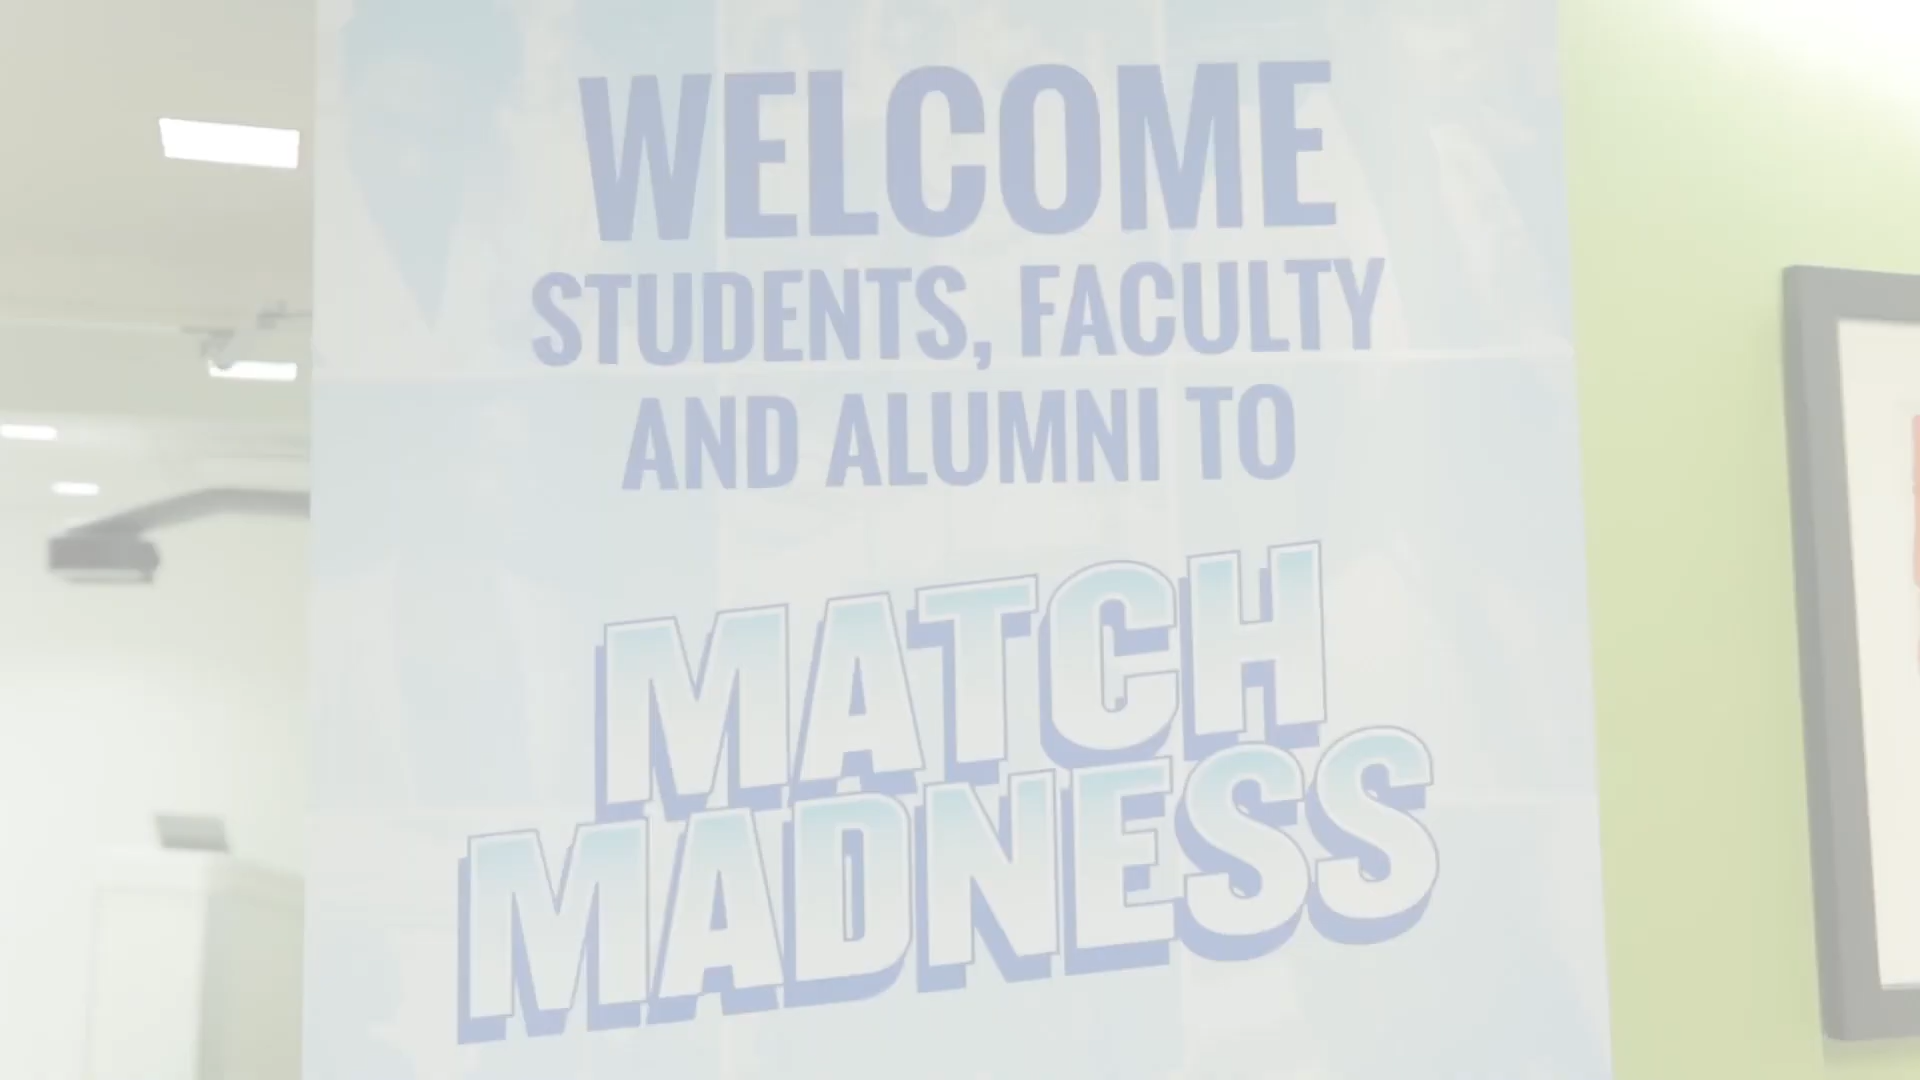 WELCOME
STUDENTS, FACULTY
AND ALUMNI TO
MATCH
MADNESS